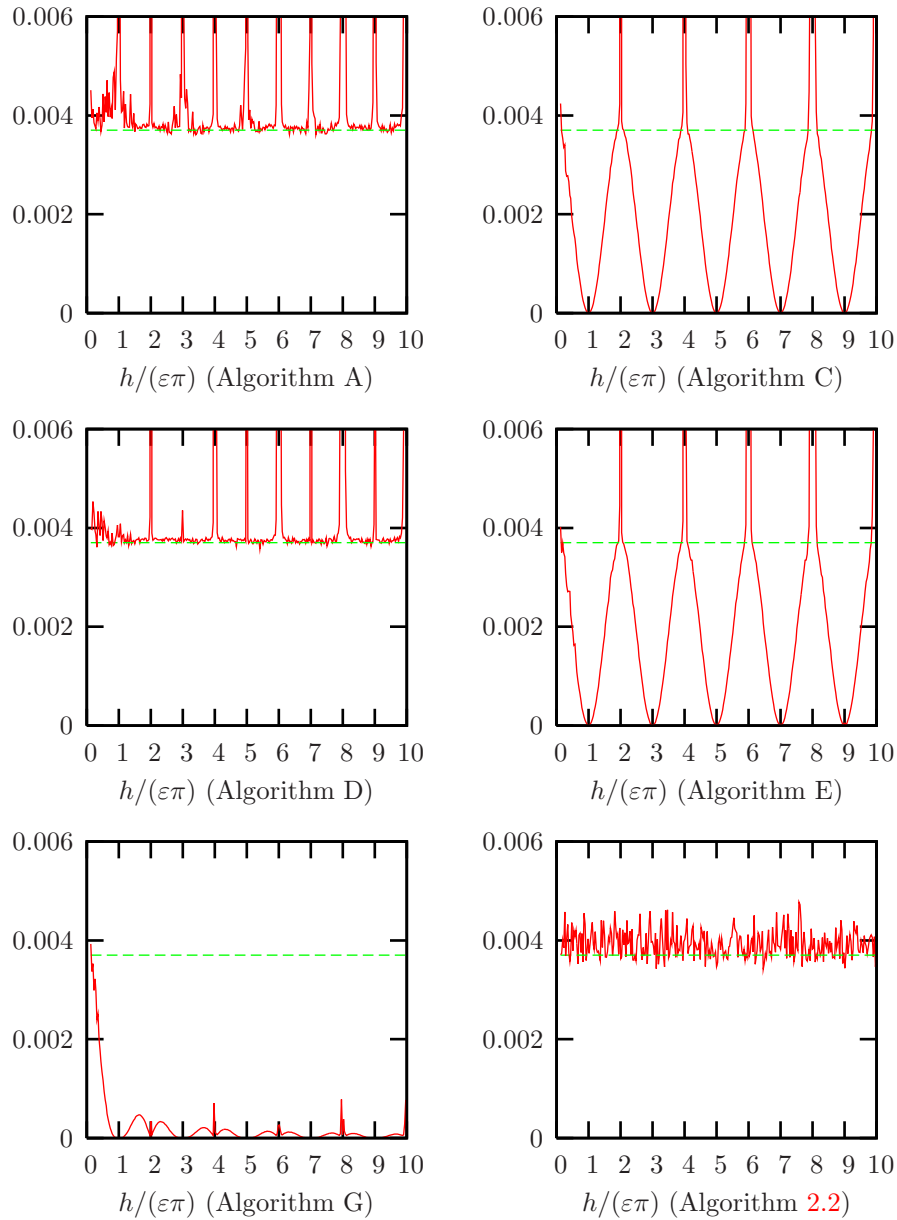 0.006 0.006
0.004 0.004
0.002 0.002
0 0
0 1 2 3 4 5 6 7 8 9 10 0 1 2 3 4 5 6 7 8 9 10
h/(επ) (Algorithm A) h/(επ) (Algorithm C)
0.006 0.006
0.004 0.004
0.002 0.002
0 0
0 1 2 3 4 5 6 7 8 9 10 0 1 2 3 4 5 6 7 8 9 10
h/(επ) (Algorithm D) h/(επ) (Algorithm E)
0.006 0.006
0.004 0.004
0.002 0.002
0 0
0 1 2 3 4 5 6 7 8 9 10 0 1 2 3 4 5 6 7 8 9 10
h/(επ) (Algorithm G) h/(επ) (Algorithm 2.2)